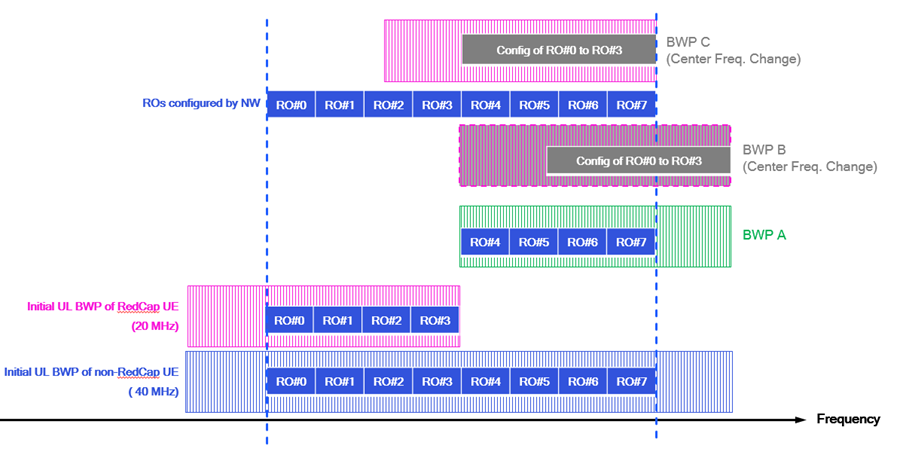 Config of RO#0 to RO#3
BWP C
(Center Freq. Change)
ROs configured by NW
RO#0 RO#1 RO#2 RO#3 RO#4 RO#5 RO#6 RO#7
Config of RO#0 to RO#3
BWP B
(Center Freq. Change)
RO#4 RO#5 RO#6 RO#7
BWP A
Initial UL BWP of RedCap UE
(20 MHz)
RO#0 RO#1 RO#2 RO#3
Initial UL BWP of non-RedCap UE
( 40 MHz)
RO#0 RO#1 RO#2 RO#3 RO#4 RO#5 RO#6 RO#7
Frequency